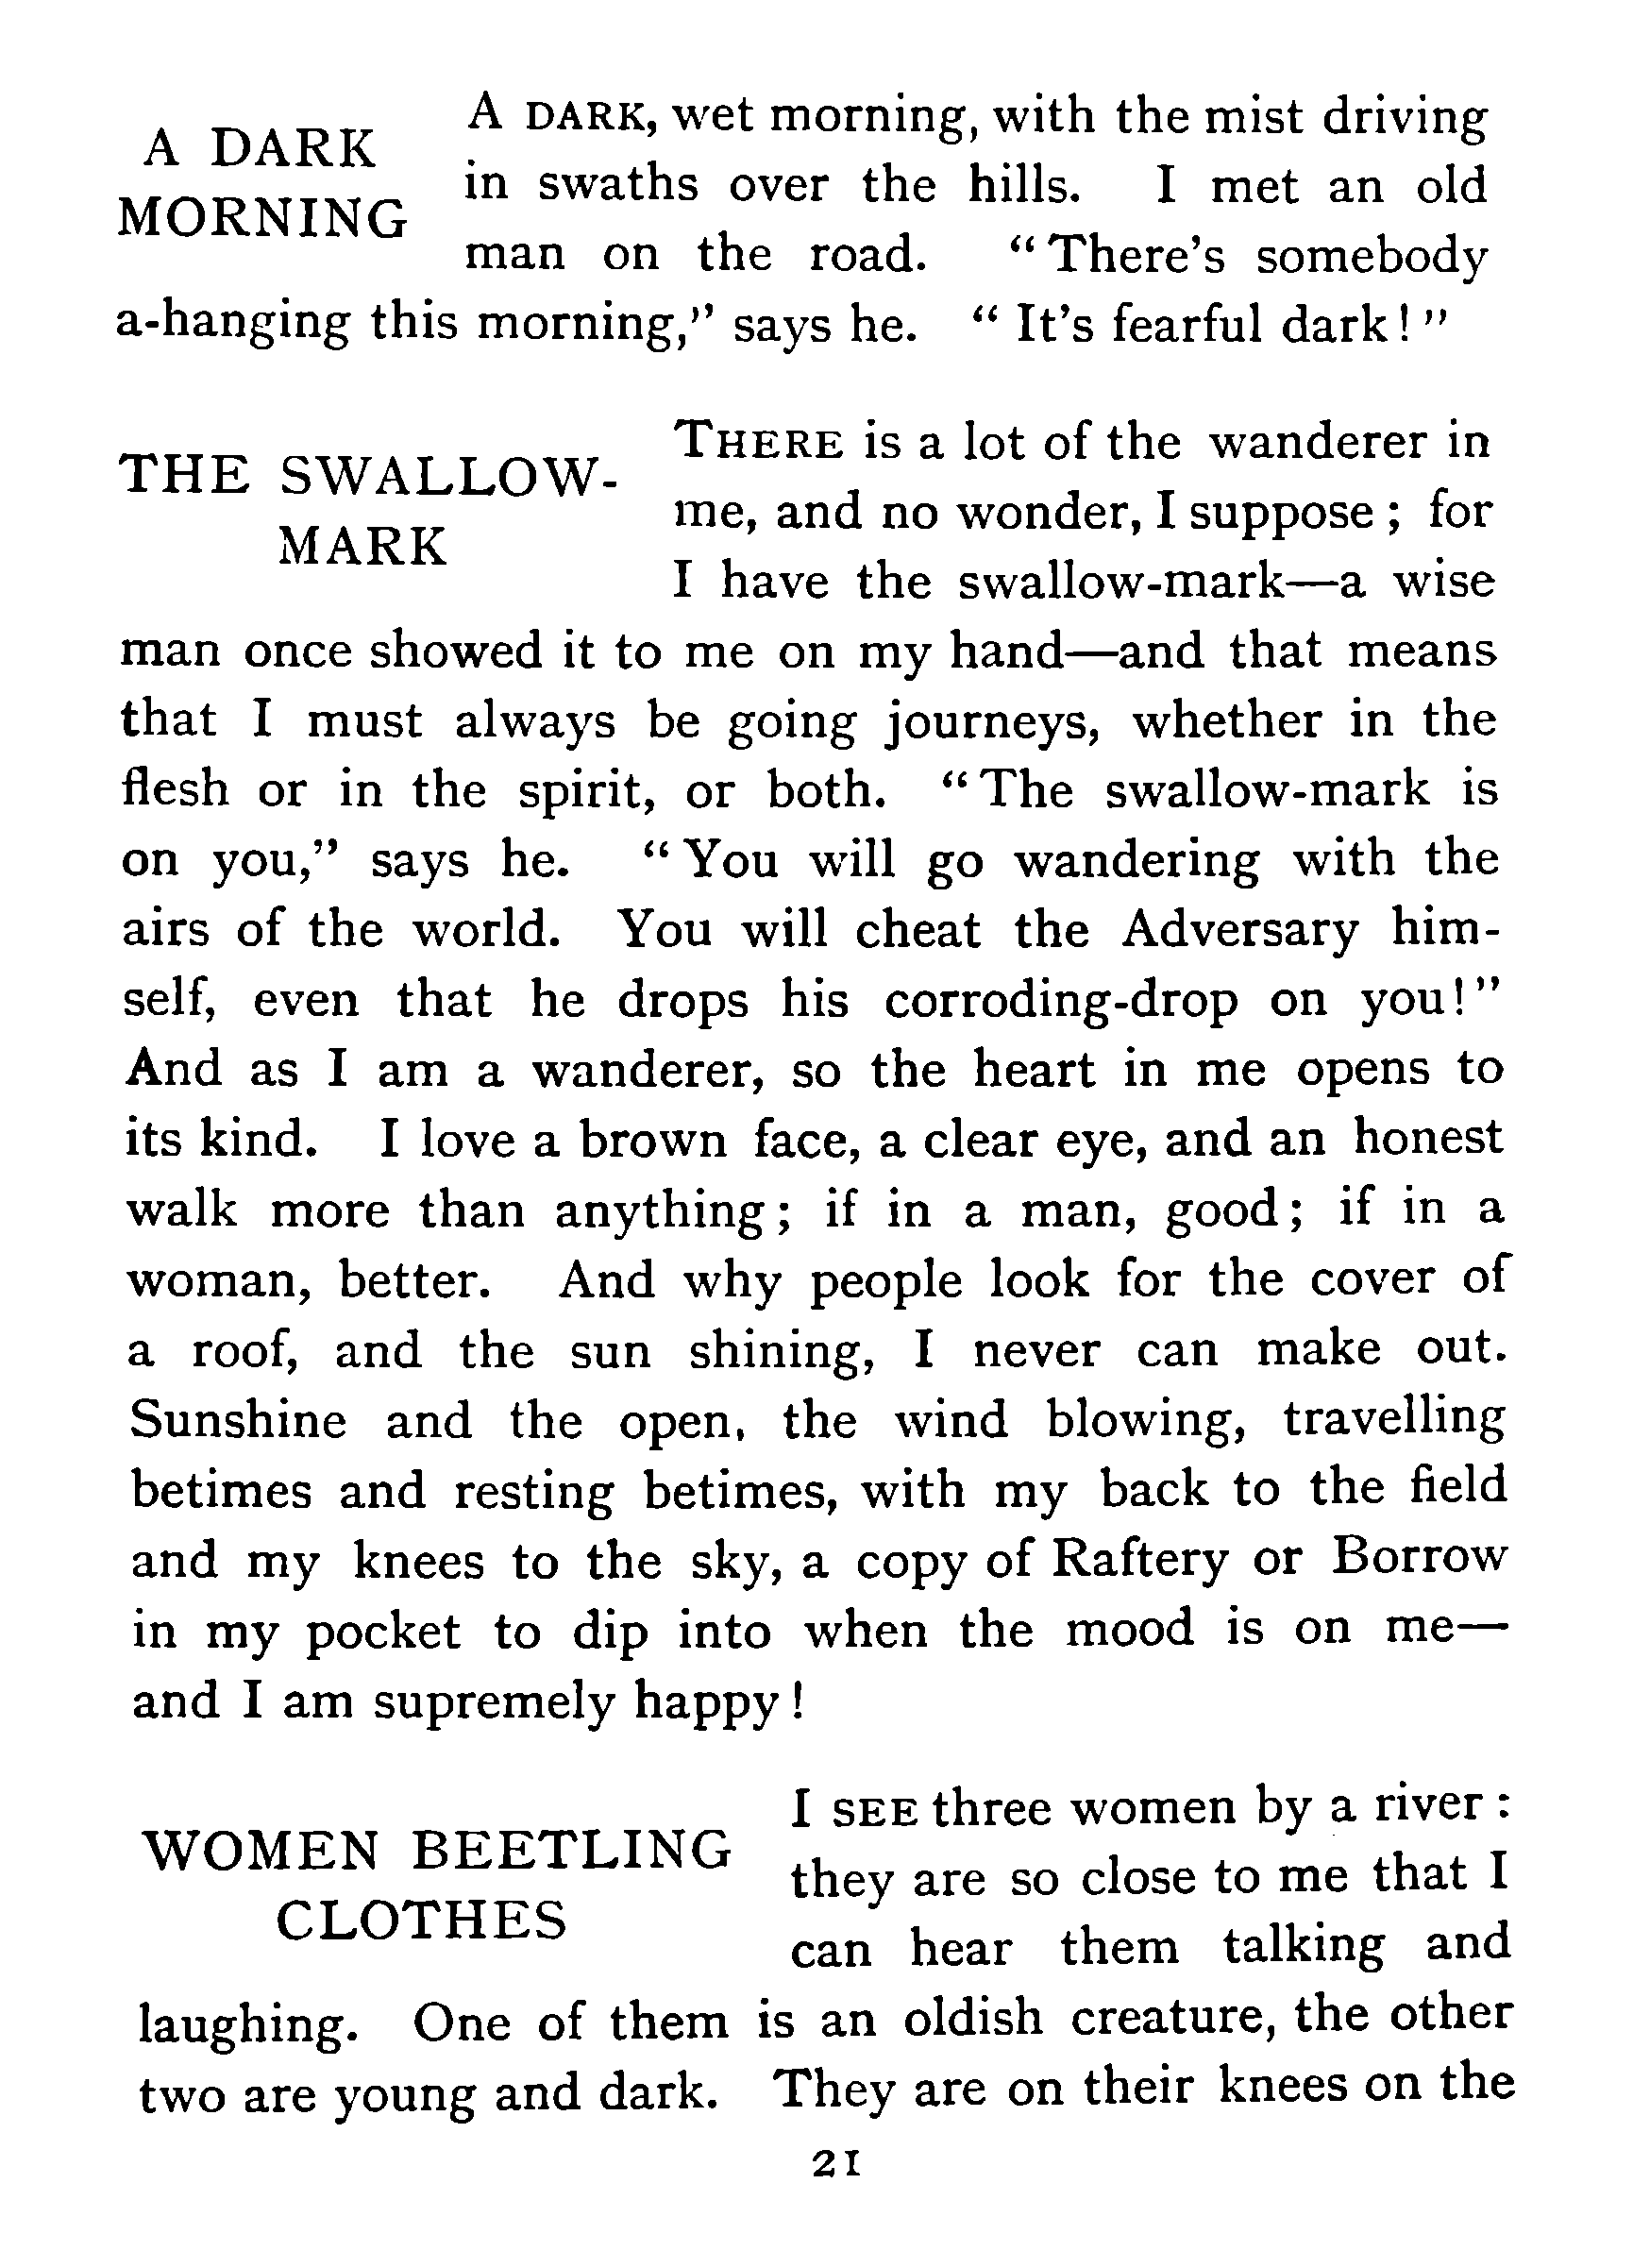 A DARK
MORNING
A DARK, wet morning, with the mist driving
in swaths over the hills. I met an old
man on the road. "There's somebody
a-hanging this morning," says he. "It's fearful dark!"
THE SWALLOW-
MARK
THERE is a lot of the wanderer in
me, and no wonder, I suppose; for
I have the swallow-mark—a wise
man once showed it to me on my hand—and that means
that I must always be going journeys, whether in the
flesh or in the spirit, or both. "The swallow-mark is
on you," says he. "You will go wandering with the
airs of the world. You will cheat the Adversary him-
self, even that he drops his corroding-drop on you!"
And as I am a wanderer, so the heart in me opens to
its kind. I love a brown face, a clear eye, and an honest
walk more than anything; if in a man, good; if in a
woman, better. And why people look for the cover of
a roof, and the sun shining, I never can make out.
Sunshine and the open, the wind blowing, travelling
betimes and resting betimes, with my back to the field
and my knees to the sky, a copy of Raftery or Borrow
in my pocket to dip into when the mood is on me—
and I am supremely happy!
WOMEN BEETLING
CLOTHES
I SEE three women by a river:
they are so close to me that I
can hear them talking and
laughing. One of them is an oldish creature, the other
two are young and dark. They are on their knees on the
21